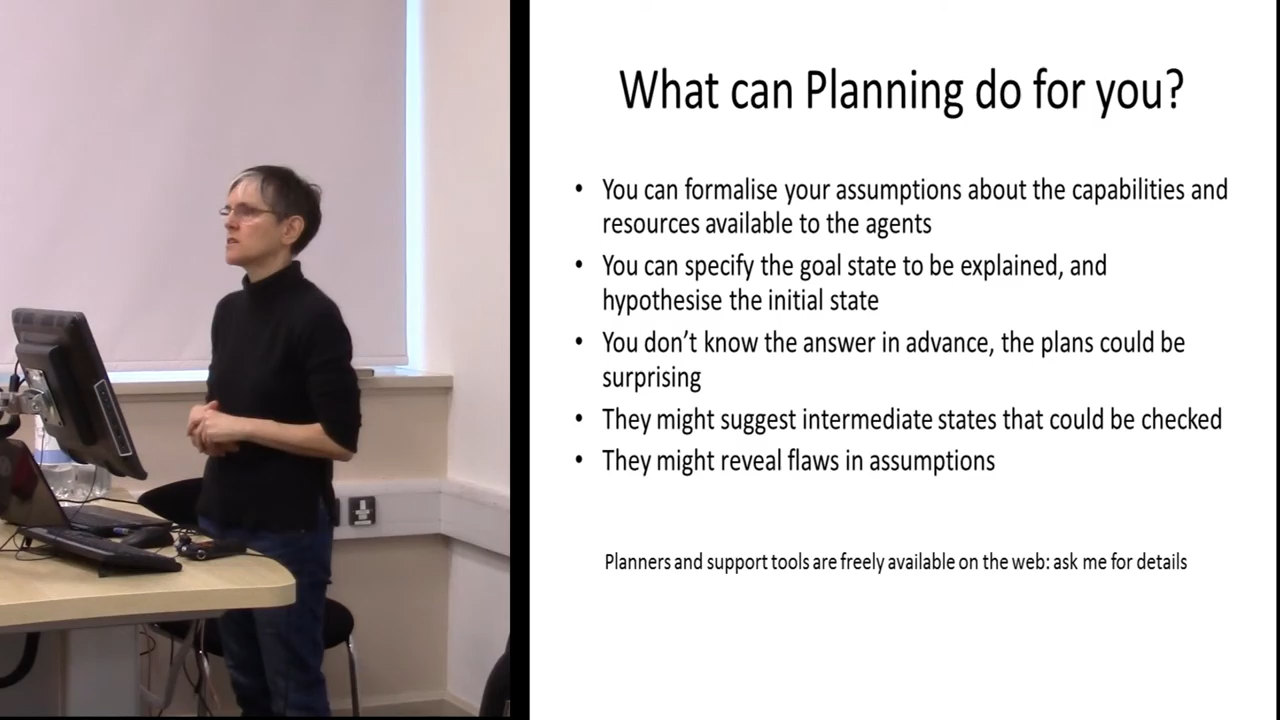 What can Planning do for you?
• You can formalise your assumptions about the capabilities and
resources available to the agents
• You can specify the goal state to be explained, and
hypothesise the initial state
• You don’t know the answer in advance, the plans could be
surprising
• They might suggest intermediate states that could be checked
• They might reveal flaws in assumptions
Planners and support tools are freely available on the web: ask me for details